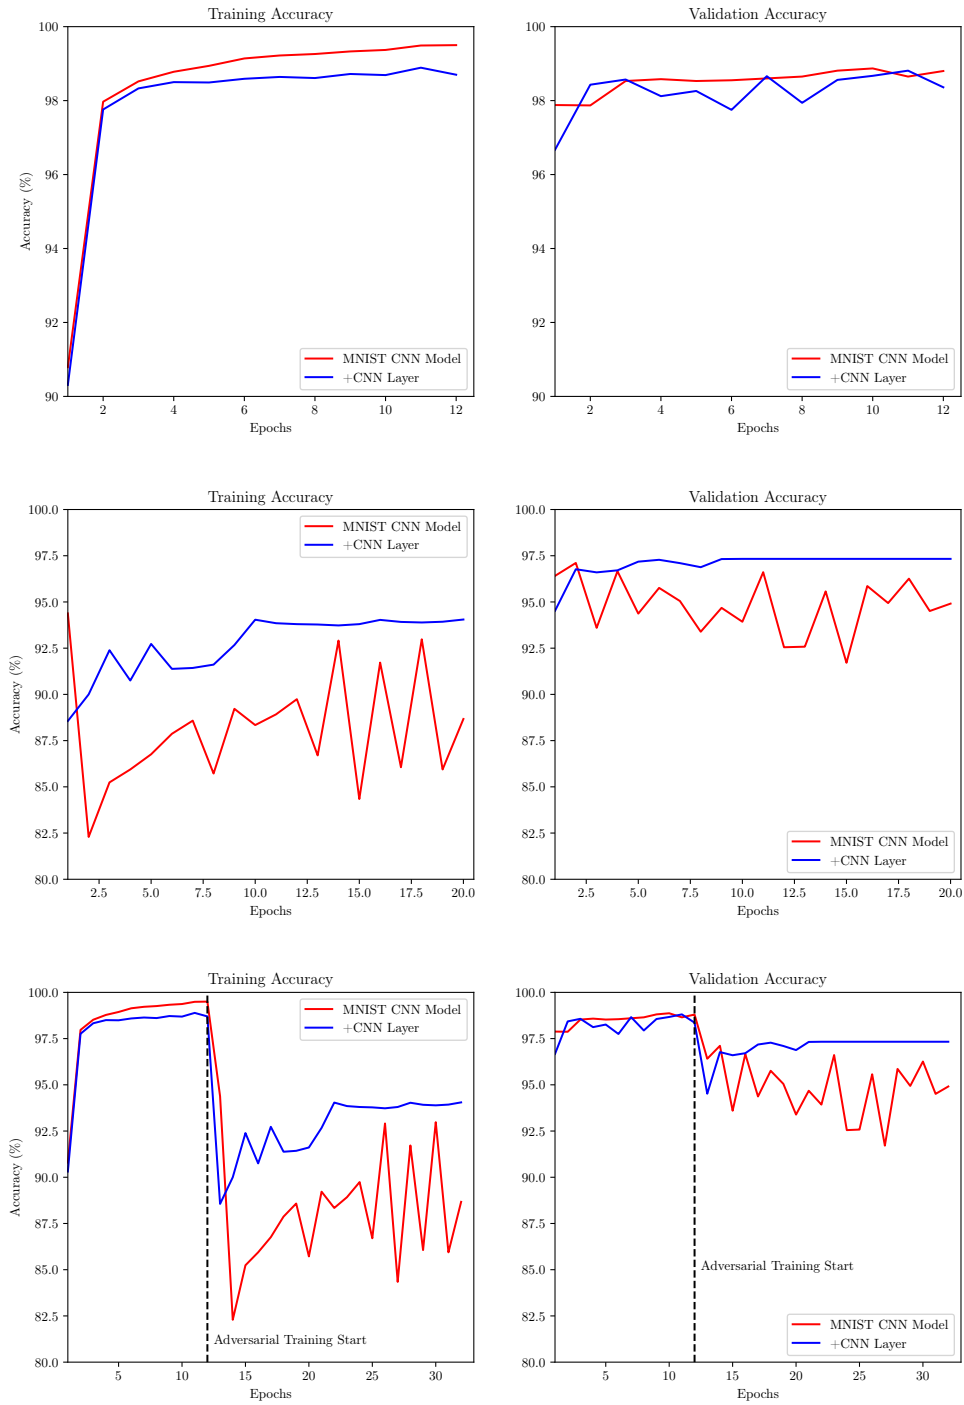 Training Accuracy
Validation Accuracy
100
98
96
94
92
90
Accuracy (%)
MNIST CNN Model
+CNN Layer
2 4 6 8 10 12
Epochs
100
98
96
94
92
90
MNIST CNN Model
+CNN Layer
2 4 6 8 10 12
Epochs
Training Accuracy
Validation Accuracy
100.0
97.5
95.0
92.5
90.0
87.5
85.0
82.5
80.0
Accuracy (%)
MNIST CNN Model
+CNN Layer
2.5 5.0 7.5 10.0 12.5 15.0 17.5 20.0
Epochs
100.0
97.5
95.0
92.5
90.0
87.5
85.0
82.5
80.0
MNIST CNN Model
+CNN Layer
2.5 5.0 7.5 10.0 12.5 15.0 17.5 20.0
Epochs
Training Accuracy
Validation Accuracy
100.0
97.5
95.0
92.5
90.0
87.5
85.0
82.5
80.0
Accuracy (%)
MNIST CNN Model
+CNN Layer
Adversarial Training Start
5 10 15 20 25 30
Epochs
100.0
97.5
95.0
92.5
90.0
87.5
85.0
82.5
80.0
Adversarial Training Start
MNIST CNN Model
+CNN Layer
5 10 15 20 25 30
Epochs